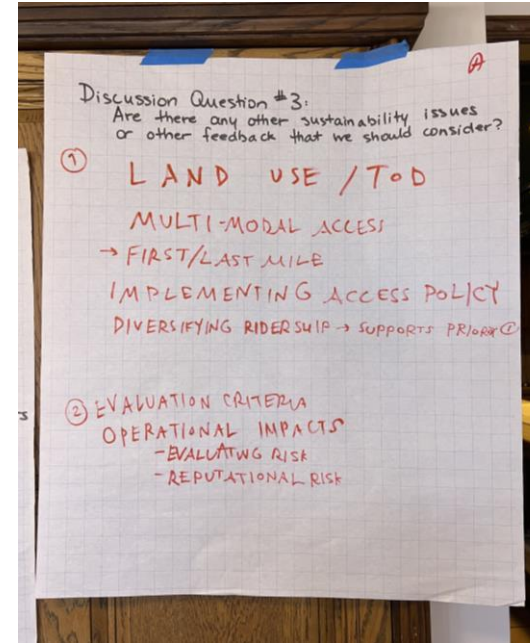 A
Discussion Question #3:
Are there any other sustainability issues
or other feedback that we should consider?
① LAND USE / TOD
MULTI-MODAL ACCESS
→ FIRST/LAST MILE
IMPLEMENTING ACCESS POLICY
DIVERSIFYING RIDERSHIP → SUPPORTS
② EVALUATION CRITERIA
OPERATIONAL IMPACTS
- EVALUATING RISK
- REPUTATIONAL RISK